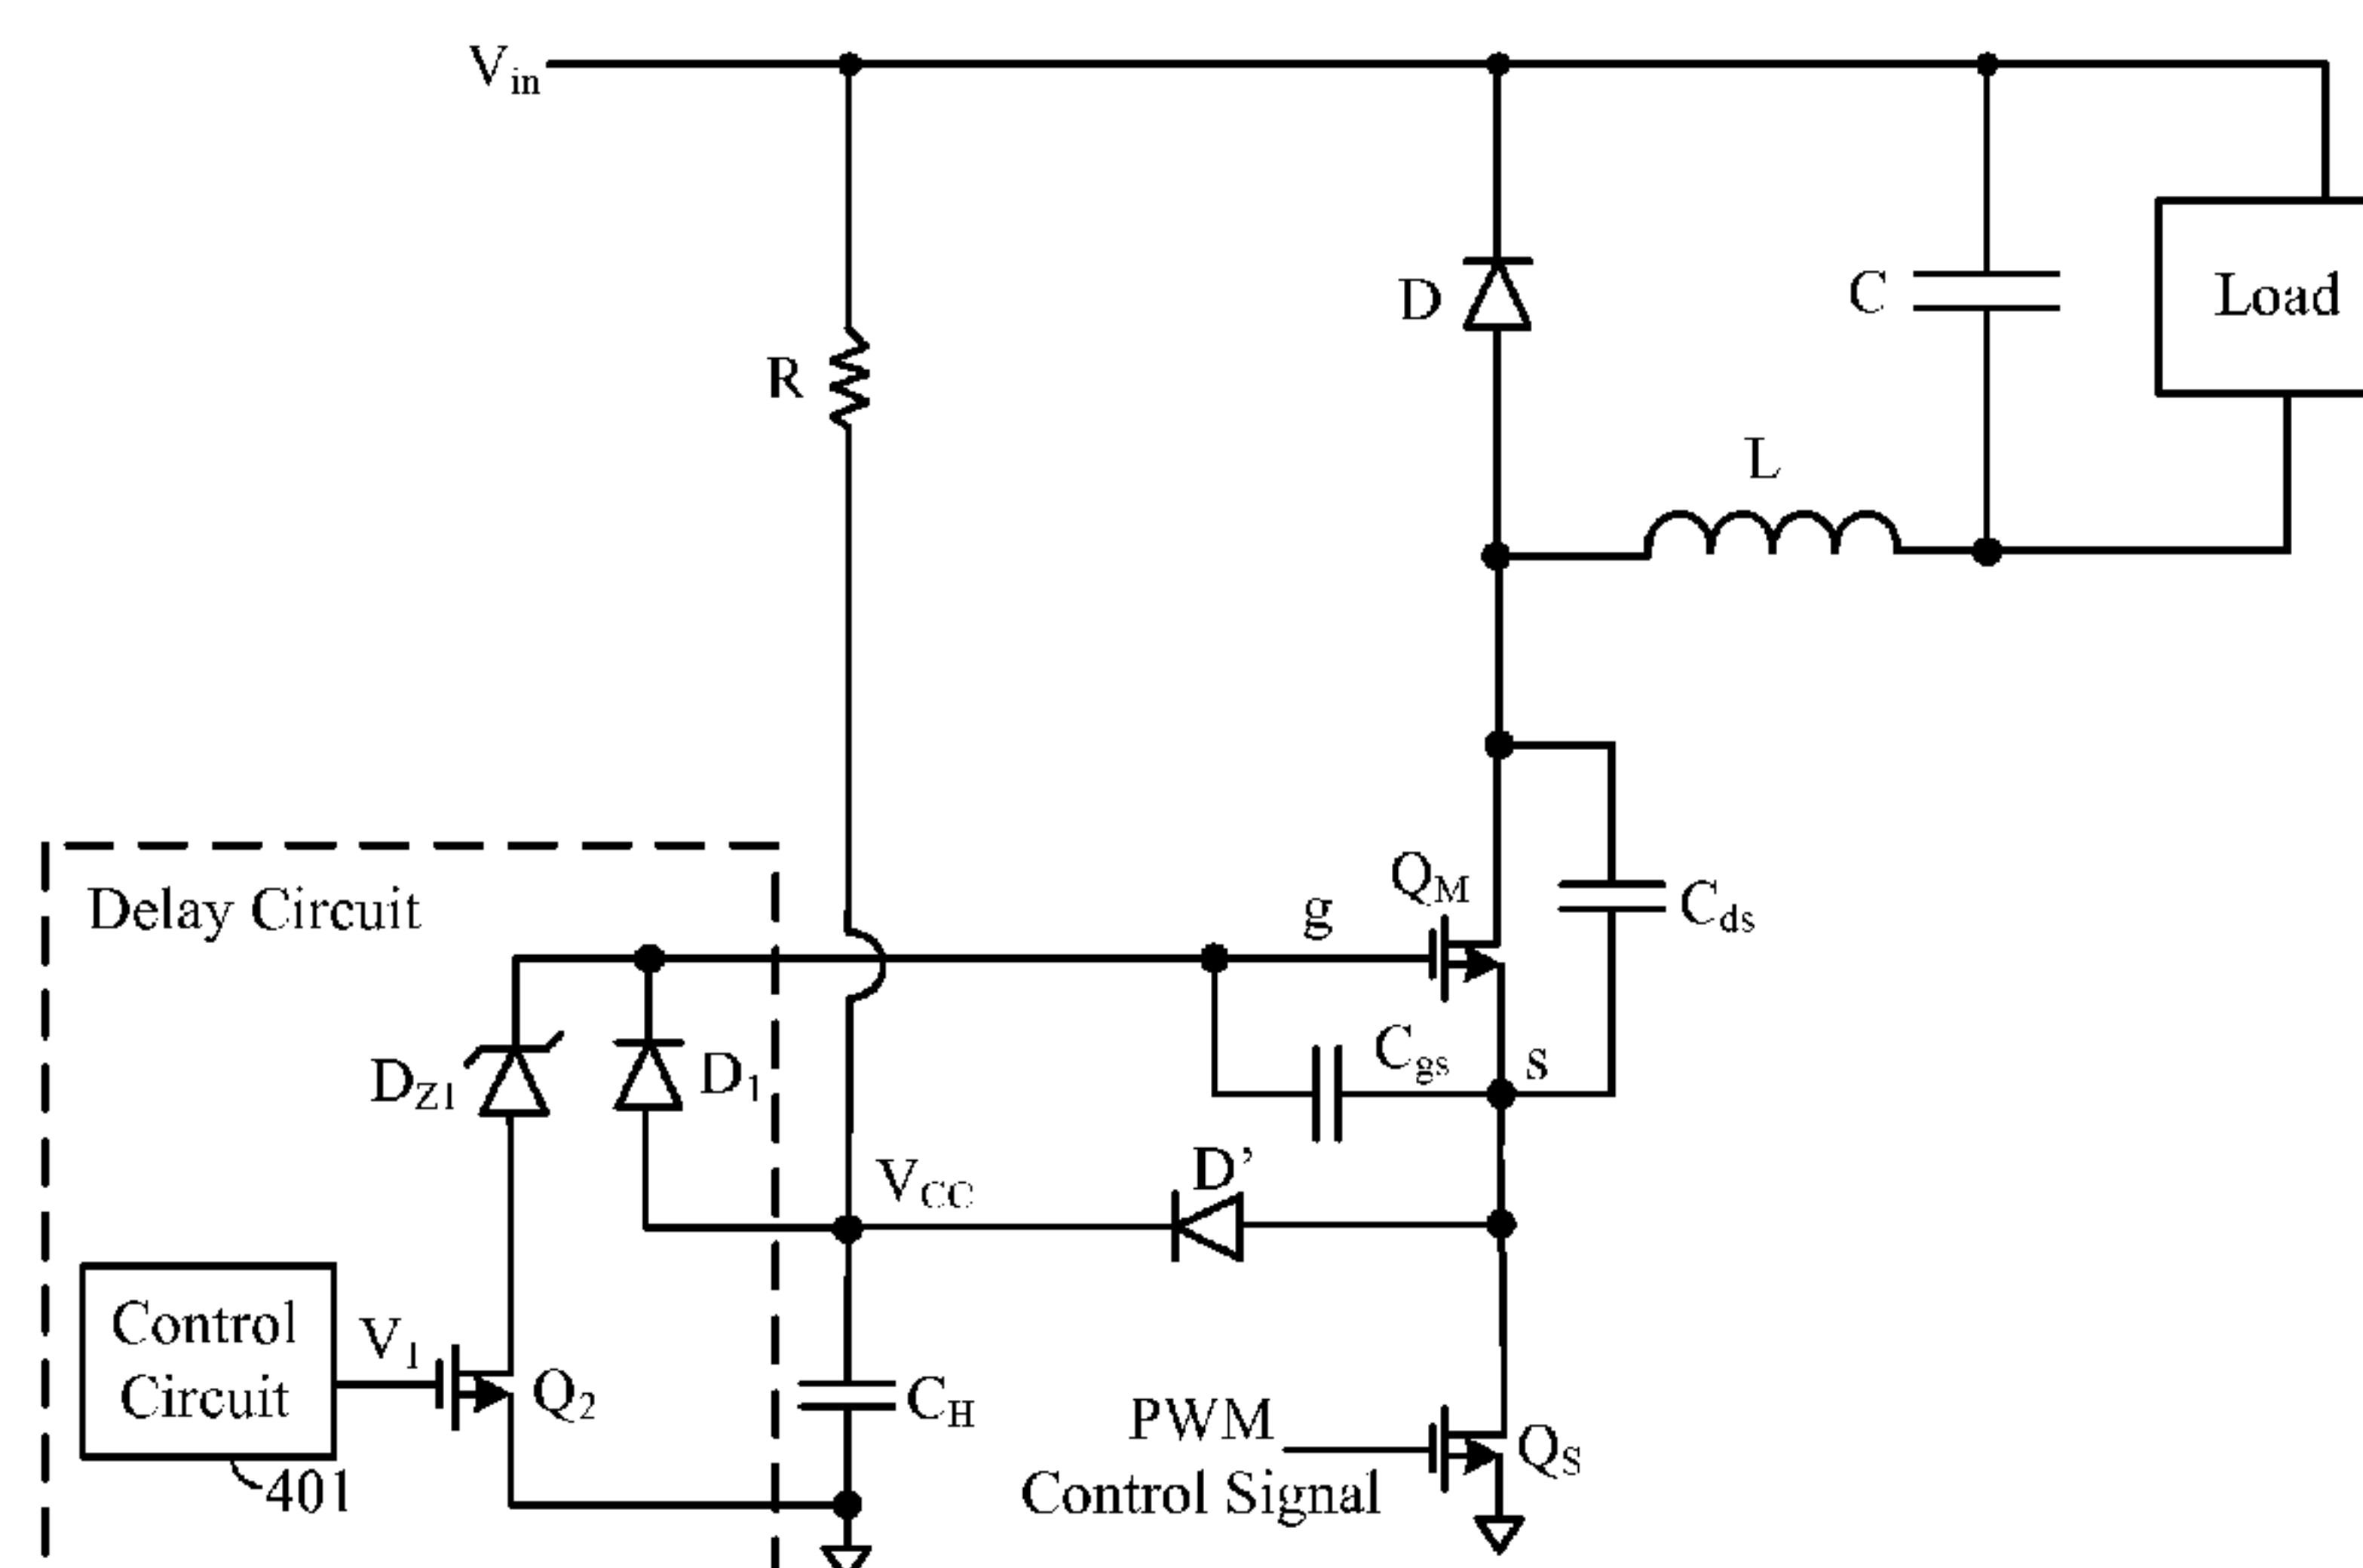 Vin
D
C
Load
R
L
QM
Cds
Delay Circuit
g
Cgs
s
DZ1
D1
D’
VCC
Control
Circuit
V1
Q2
CH
PWM
Control Signal
QS
401